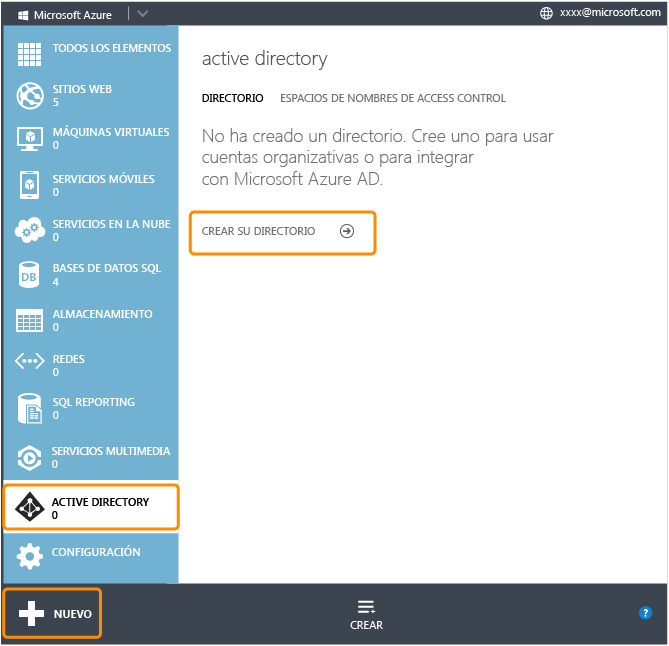 Microsoft Azure
xxxx@microsoft.com
TODOS LOS ELEMENTOS
SITIOS WEB
5
MÁQUINAS VIRTUALES
0
SERVICIOS MÓVILES
0
SERVICIOS EN LA NUBE
0
DB
BASES DE DATOS SQL
4
ALMACENAMIENTO
0
REDES
0
SQL REPORTING
0
SERVICIOS MULTIMEDIA
0
ACTIVE DIRECTORY
0
CONFIGURACIÓN
active directory
DIRECTORIO ESPACIOS DE NOMBRES DE ACCESS CONTROL
No ha creado un directorio. Cree uno para usar
cuentas organizativas o para integrar
con Microsoft Azure AD.
CREAR SU DIRECTORIO
NUEVO
CREAR
?